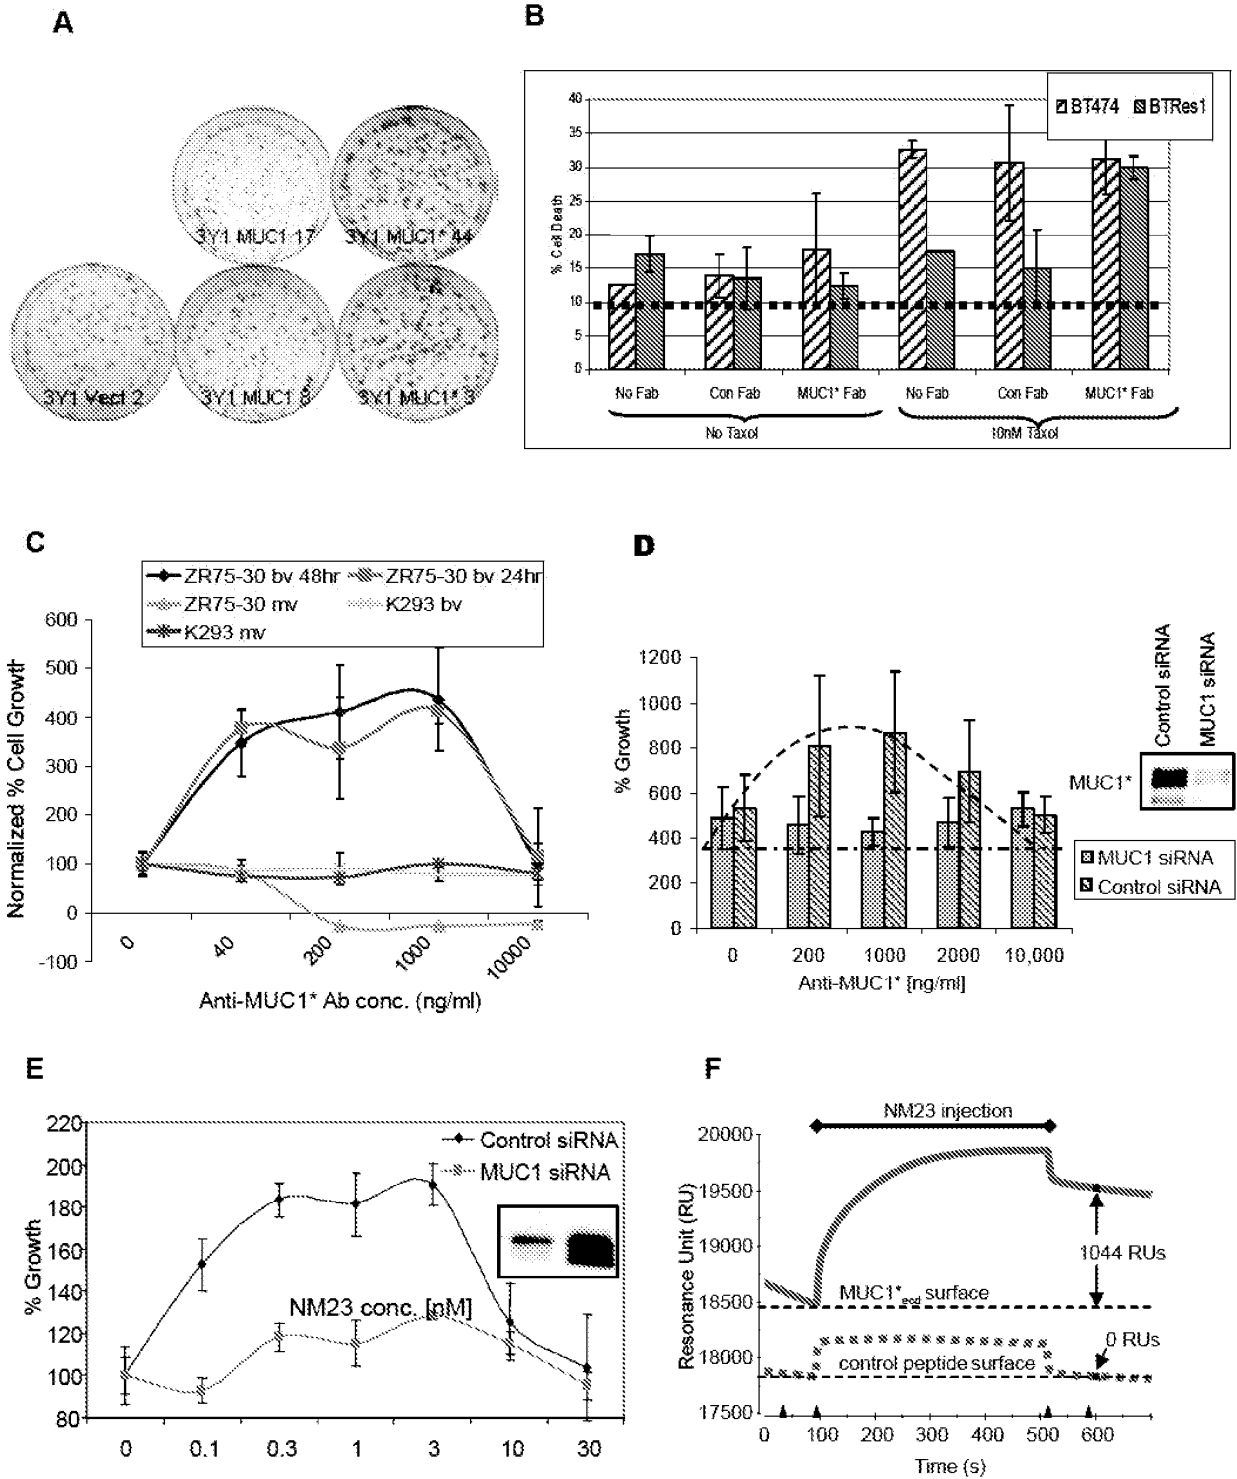 A
3Y1 MUC1 17
3Y1 MUC1* 44
3Y1 Vect 2
3Y1 MUC1 8
3Y1 MUC1* 3
B
BT474
BTRes1
% Cell Death
40
35
30
25
20
15
10
5
0
No Fab
Con Fab
MUC1* Fab
No Fab
Con Fab
MUC1* Fab
No Taxol
10nM Taxol
C
ZR75-30 bv 48hr
ZR75-30 bv 24hr
ZR75-30 mv
K293 bv
K293 mv
Normalized % Cell Growth
600
500
400
300
200
100
0
-100
0
40
200
1000
10000
Anti-MUC1* Ab conc. (ng/ml)
D
% Growth
1200
1000
800
600
400
200
0
0
200
1000
2000
10,000
Anti-MUC1* [ng/ml]
Control siRNA
MUC1 siRNA
MUC1*
MUC1 siRNA
Control siRNA
E
% Growth
220
200
180
160
140
120
100
80
Control siRNA
MUC1 siRNA
NM23 conc. [nM]
0
0.1
0.3
1
3
10
30
F
NM23 injection
Resonance Unit (RU)
20000
19500
19000
18500
18000
17500
1044 RUs
MUC1*ecd surface
0 RUs
control peptide surface
0
100
200
300
400
500
600
Time (s)